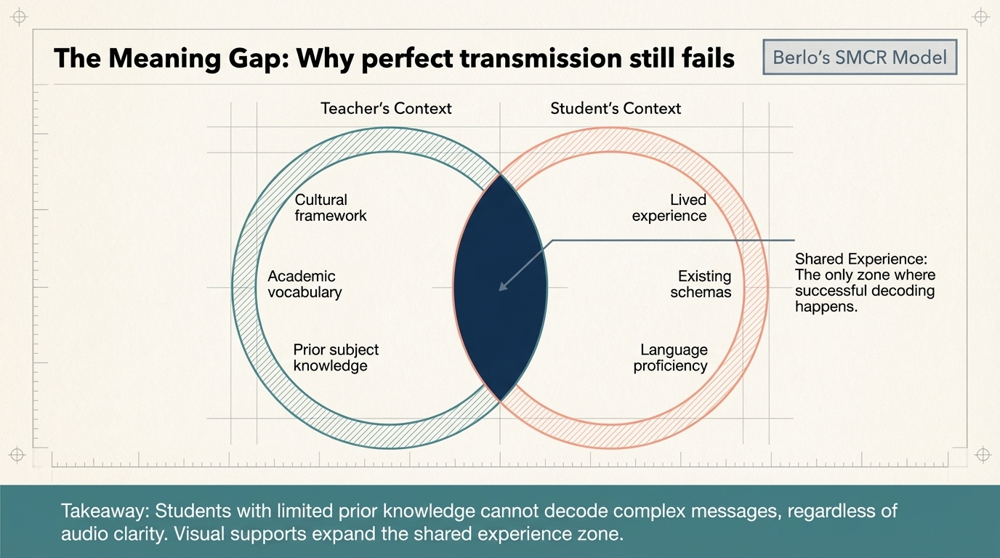 The Meaning Gap: Why perfect transmission still fails
Berlo's SMCR Model
Teacher's Context
Student's Context
Cultural
framework
Academic
vocabulary
Prior subject
knowledge
Lived
experience
Existing
schemas
Language
proficiency
Shared Experience:
The only zone where
successful decoding
happens.
Takeaway: Students with limited prior knowledge cannot decode complex messages, regardless of
audio clarity. Visual supports expand the shared experience zone.